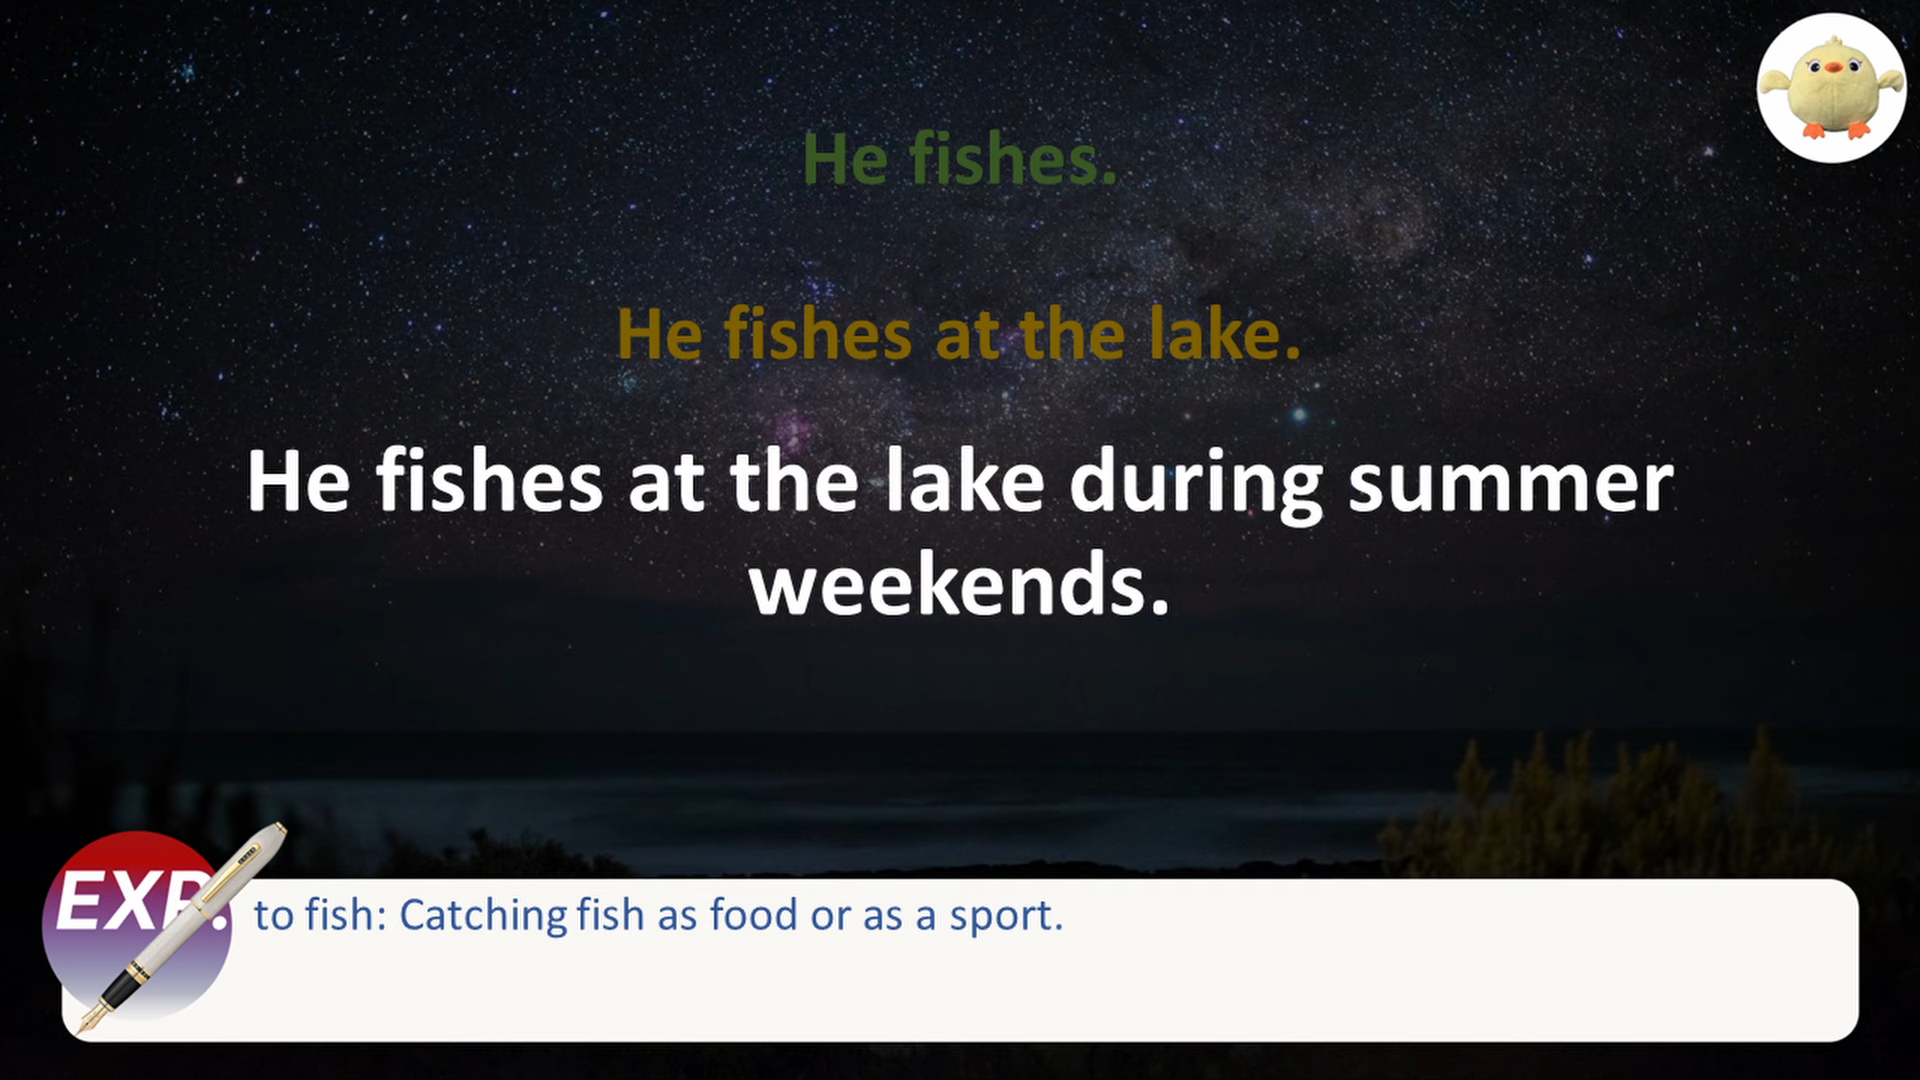 He fishes.
He fishes at the lake.
He fishes at the lake during summer
weekends.
EXP.
to fish: Catching fish as food or as a sport.